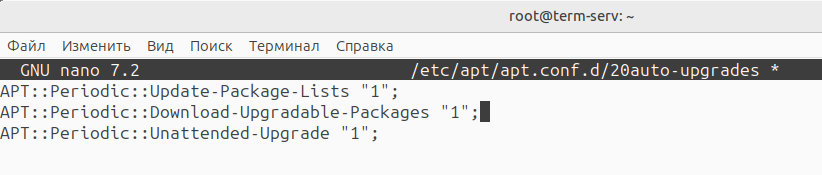 root@term-serv: ~
Файл Изменить Вид Поиск Терминал Справка
GNU nano 7.2 /etc/apt/apt.conf.d/20auto-upgrades *
APT::Periodic::Update-Package-Lists "1";
APT::Periodic::Download-Upgradable-Packages "1";
APT::Periodic::Unattended-Upgrade "1";